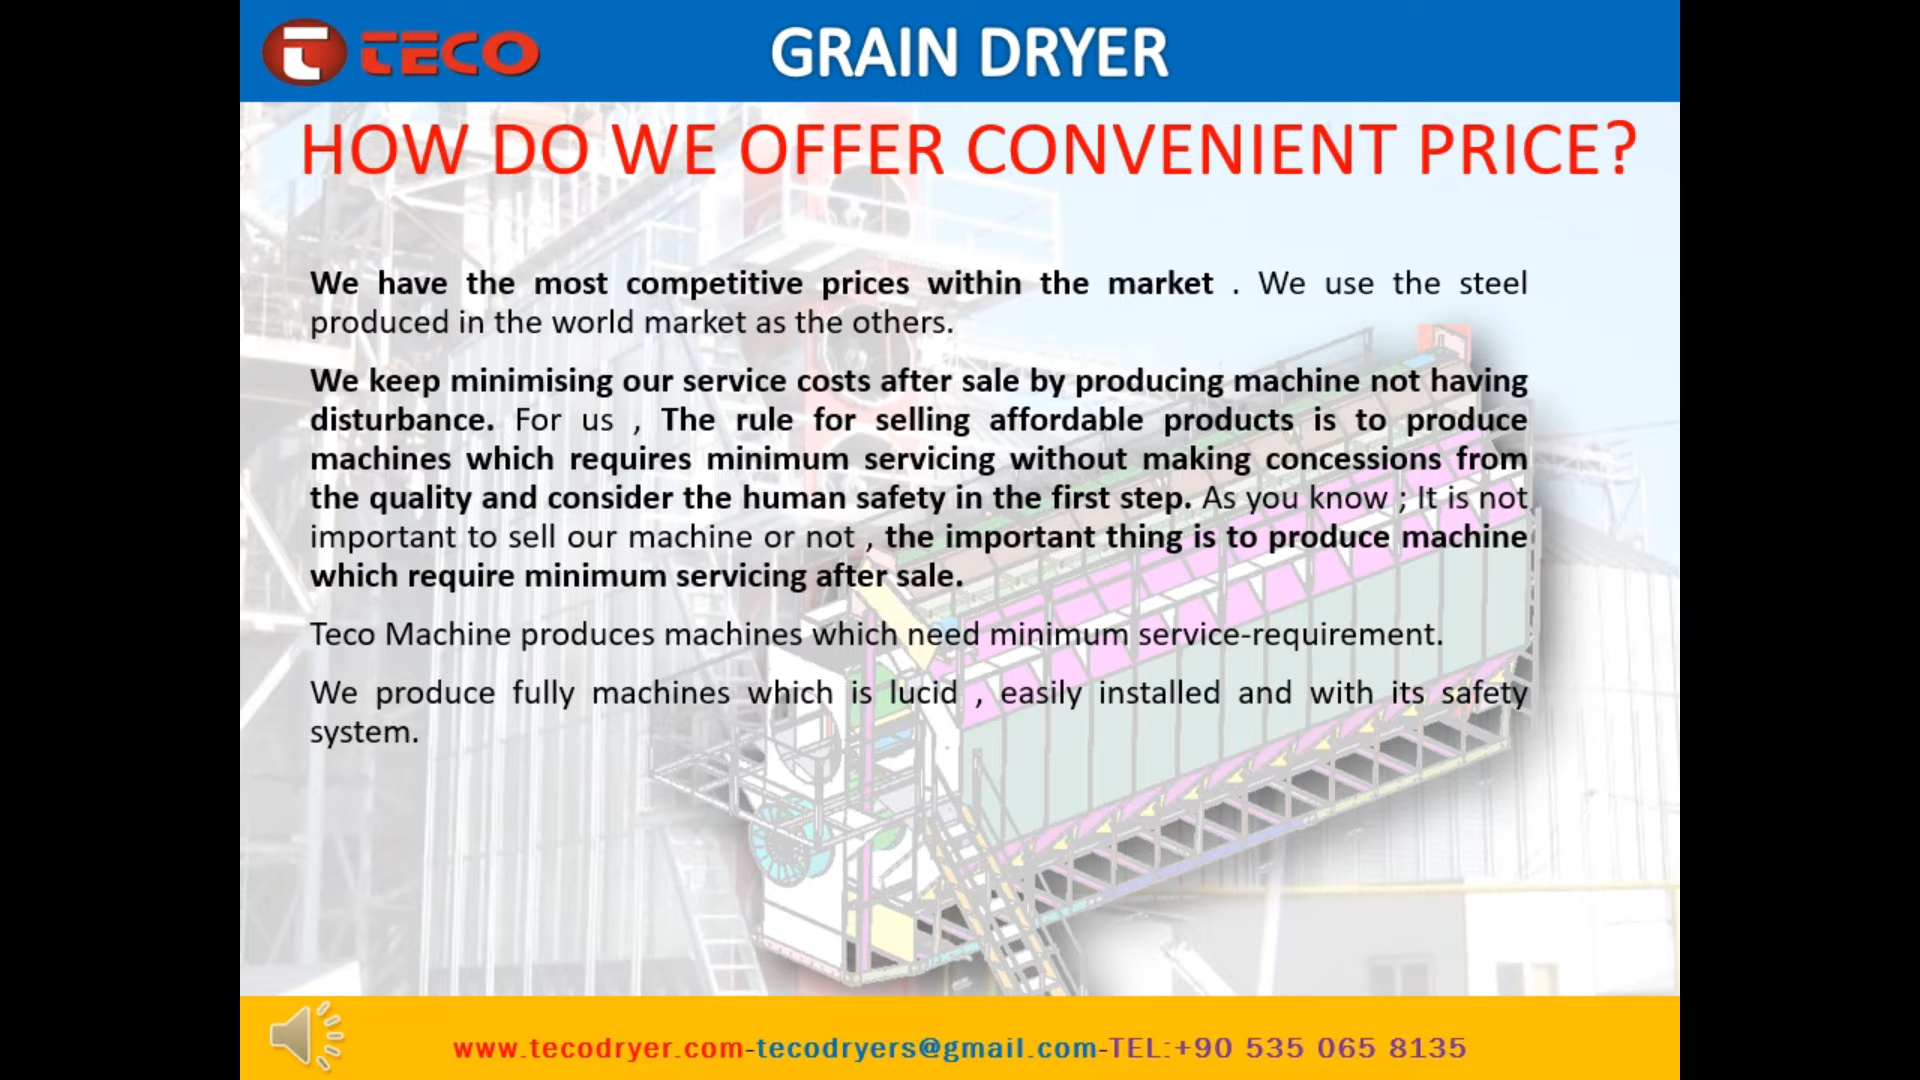 TECO
GRAIN DRYER
HOW DO WE OFFER CONVENIENT PRICE?
We have the most competitive prices within the market . We use the steel
produced in the world market as the others.
We keep minimising our service costs after sale by producing machine not having
disturbance. For us , The rule for selling affordable products is to produce
machines which requires minimum servicing without making concessions from
the quality and consider the human safety in the first step. As you know ; It is not
important to sell our machine or not , the important thing is to produce machine
which require minimum servicing after sale.
Teco Machine produces machines which need minimum service-requirement.
We produce fully machines which is lucid , easily installed and with its safety
system.
www.tecodryer.com-tecodryers@gmail.com-TEL:+90 535 065 8135